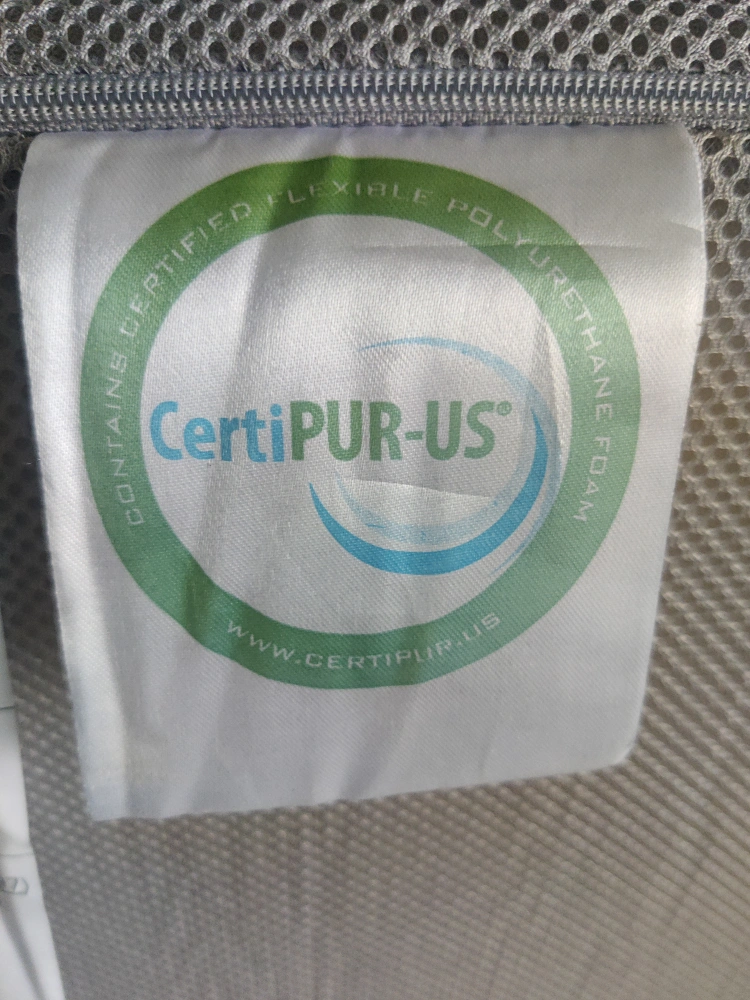 CONTAINS CERTIFIED FLEXIBLE POLYURETHANE FOAM
CertiPUR-US®
WWW.CERTIPUR.US